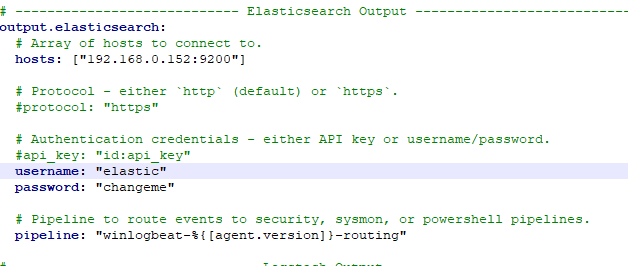 # ---------------------------- Elasticsearch Output ----------------------------
output.elasticsearch:
# Array of hosts to connect to.
hosts: ["192.168.0.152:9200"]
# Protocol - either `http` (default) or `https`.
#protocol: "https"
# Authentication credentials - either API key or username/password.
#api_key: "id:api_key"
username: "elastic"
password: "changeme"
# Pipeline to route events to security, sysmon, or powershell pipelines.
pipeline: "winlogbeat-%{[agent.version]}-routing"
Logstash Output